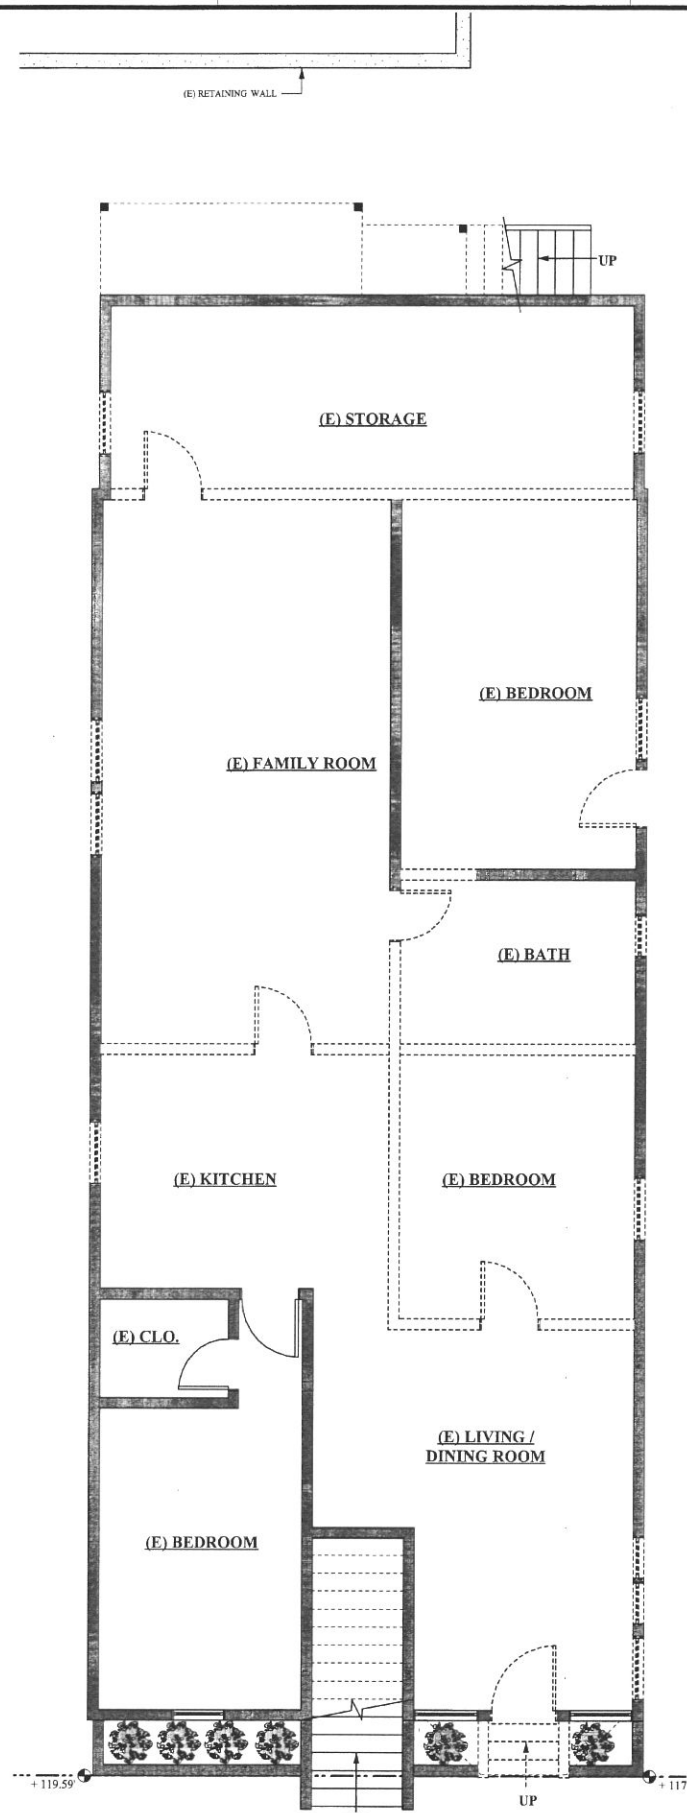 (E) RETAINING WALL
UP
(E) STORAGE
(E) BEDROOM
(E) FAMILY ROOM
(E) BATH
(E) KITCHEN
(E) BEDROOM
(E) CLO.
(E) LIVING /
DINING ROOM
(E) BEDROOM
+ 119.59'
+ 117
UP